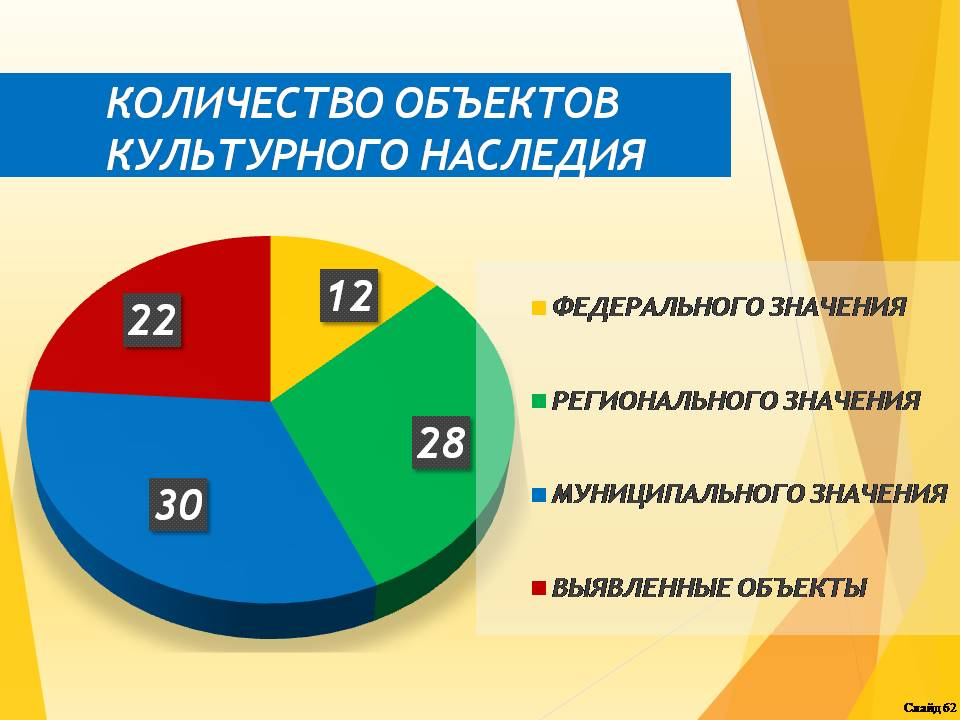 КОЛИЧЕСТВО ОБЪЕКТОВ
КУЛЬТУРНОГО НАСЛЕДИЯ
12
22
28
30
ФЕДЕРАЛЬНОГО ЗНАЧЕНИЯ
РЕГИОНАЛЬНОГО ЗНАЧЕНИЯ
МУНИЦИПАЛЬНОГО ЗНАЧЕНИЯ
ВЫЯВЛЕННЫЕ ОБЪЕКТЫ
Слайд 62